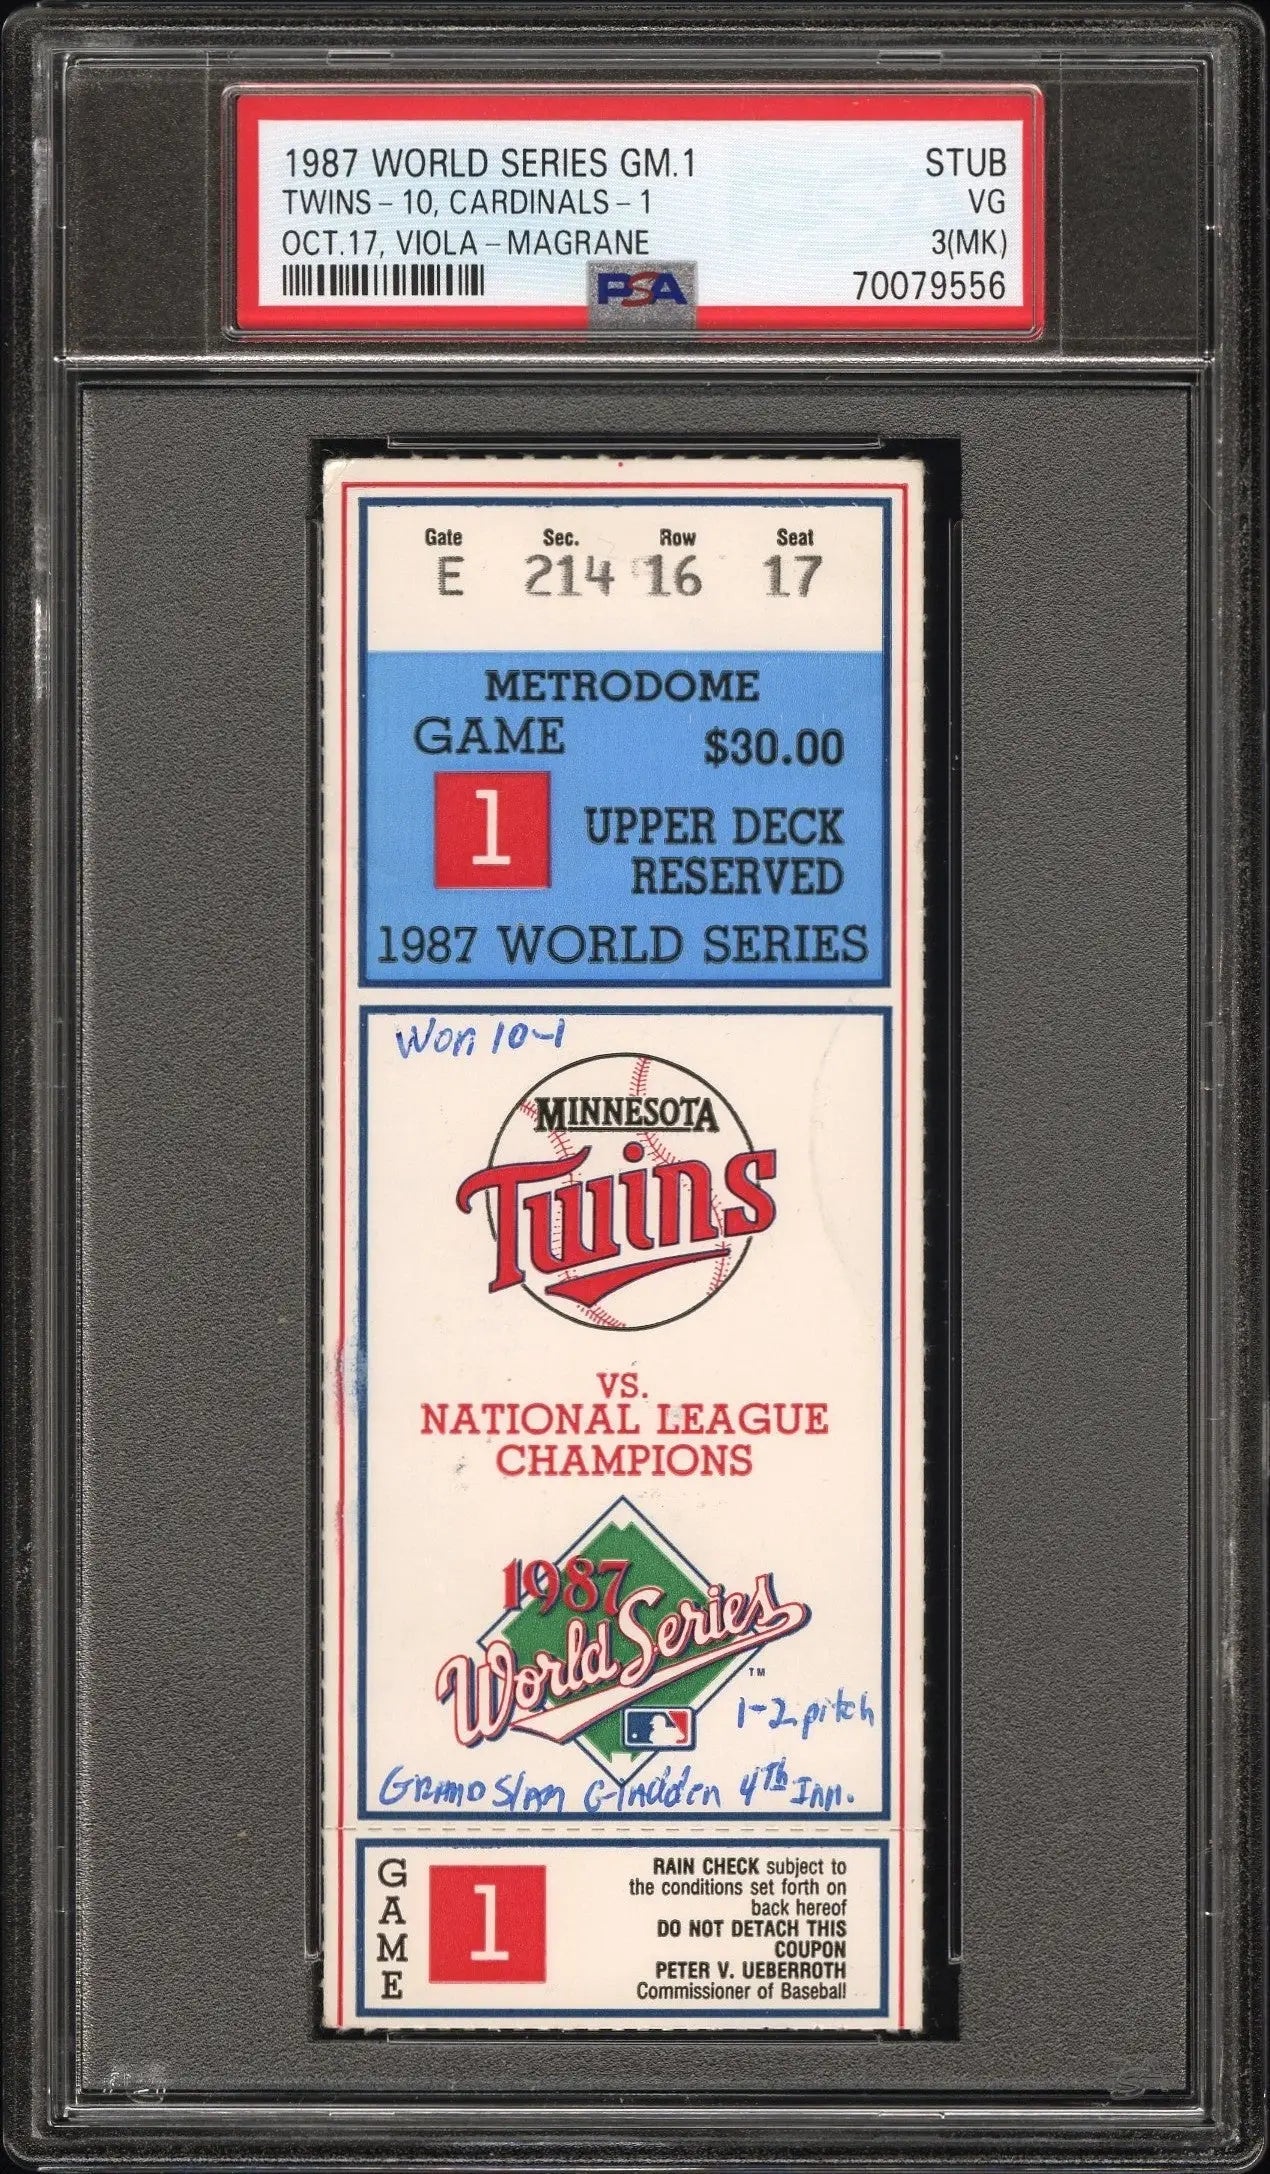 1987 WORLD SERIES GM.1 STUB
TWINS – 10, CARDINALS – 1 VG
OCT.17, VIOLA – MAGRANE 3(MK)
PSA 70079556
Gate Sec. Row Seat
E 214 16 17
METRODOME
GAME $30.00
1 UPPER DECK
RESERVED
1987 WORLD SERIES
Won 10-1
MINNESOTA
Twins
VS.
NATIONAL LEAGUE
CHAMPIONS
1987
World Series
TM
1-2 pitch
GRAND Slam Gladden 4Th Inn.
GAME
1
RAIN CHECK subject to
the conditions set forth on
back hereof
DO NOT DETACH THIS
COUPON
PETER V. UEBERROTH
Commissioner of Baseball